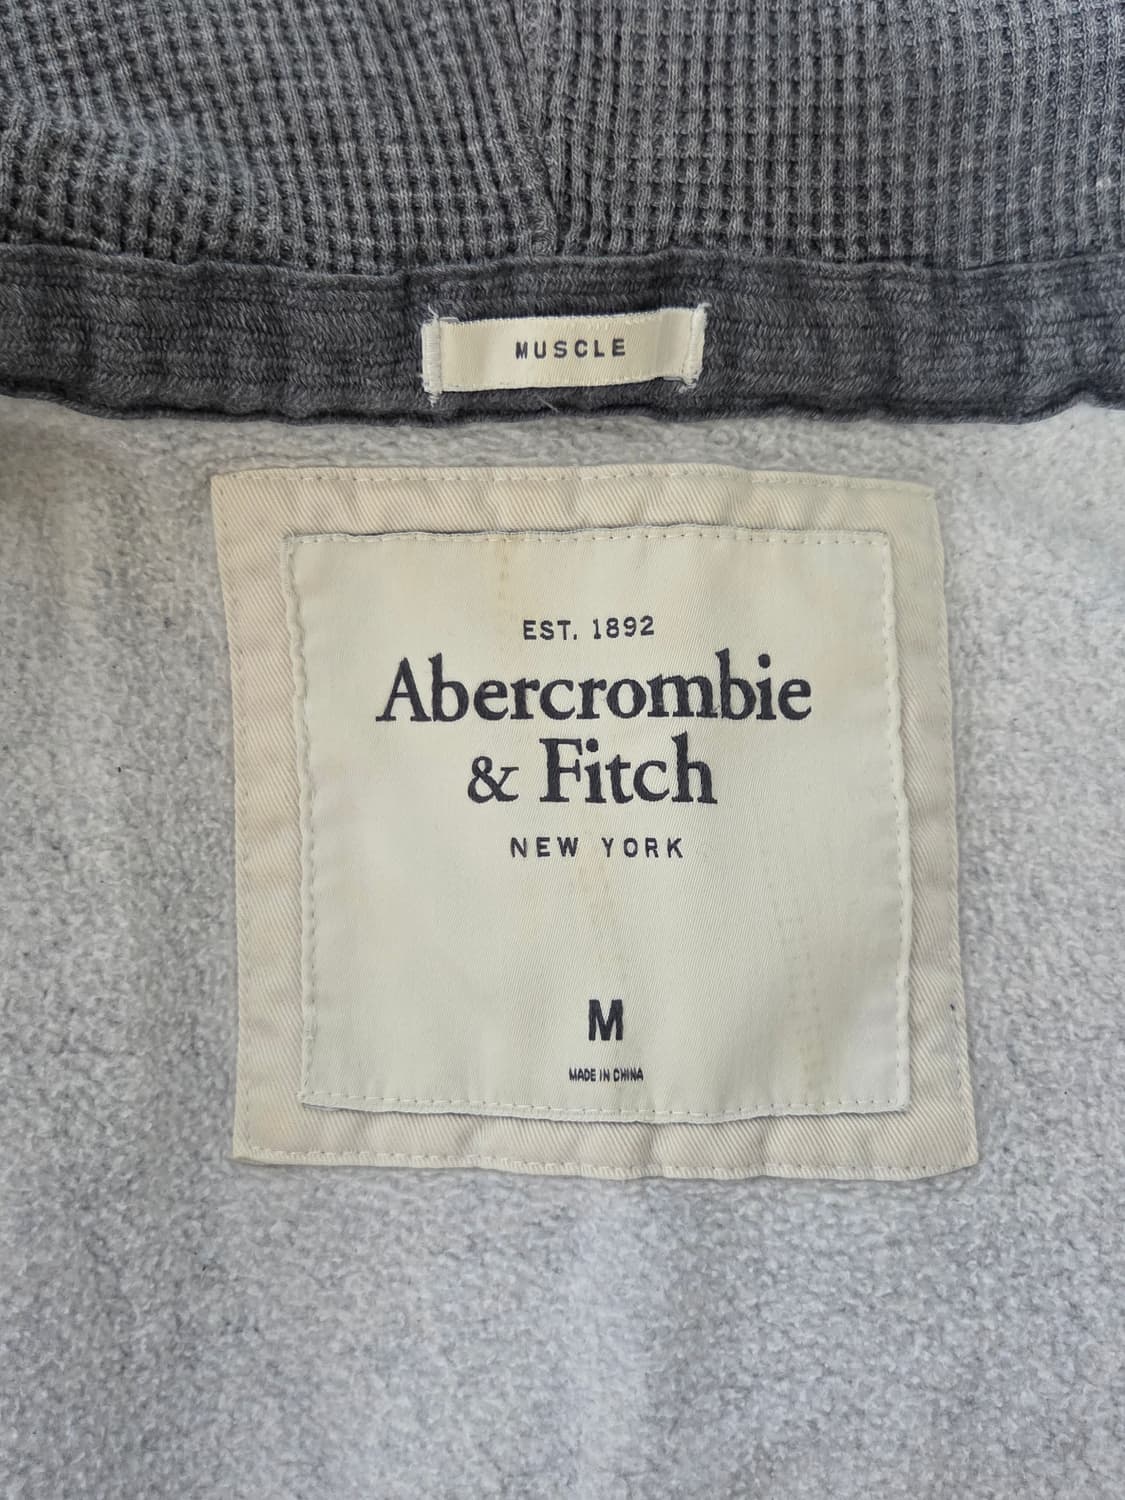 MUSCLE
EST. 1892
Abercrombie
& Fitch
NEW YORK
M
MADE IN CHINA